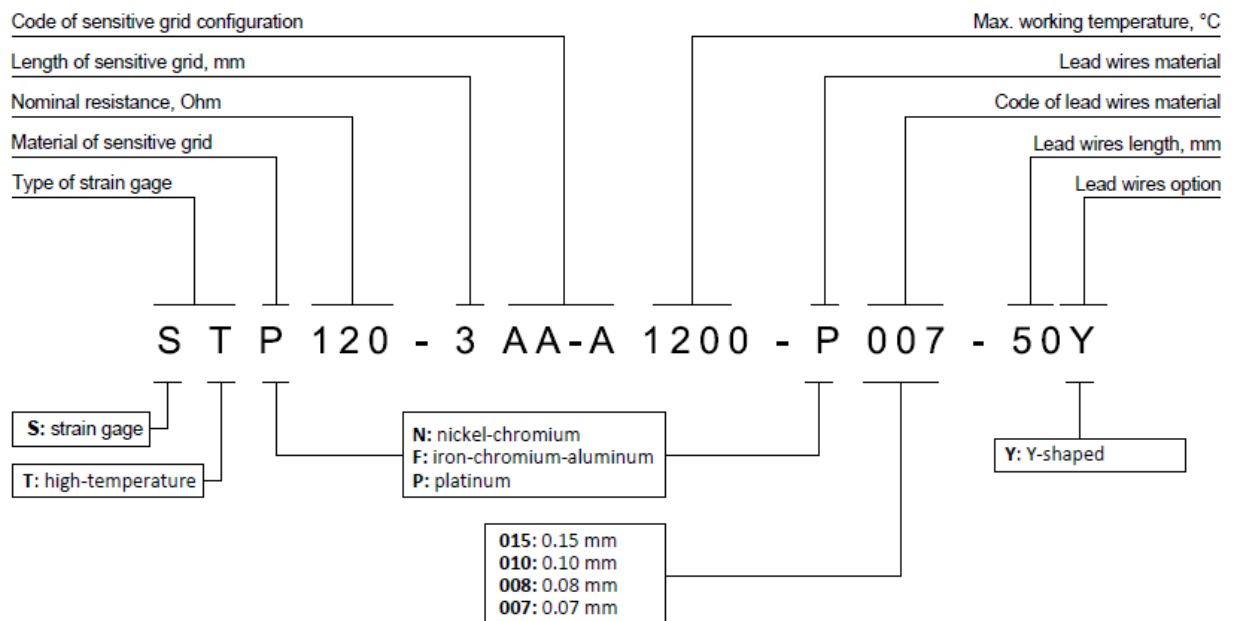 Code of sensitive grid configuration
Length of sensitive grid, mm
Nominal resistance, Ohm
Material of sensitive grid
Type of strain gage
Max. working temperature, °C
Lead wires material
Code of lead wires material
Lead wires length, mm
Lead wires option
S T P 120 - 3 AA-A 1200 - P 007 - 50Y
S: strain gage
T: high-temperature
N: nickel-chromium
F: iron-chromium-aluminum
P: platinum
Y: Y-shaped
015: 0.15 mm
010: 0.10 mm
008: 0.08 mm
007: 0.07 mm